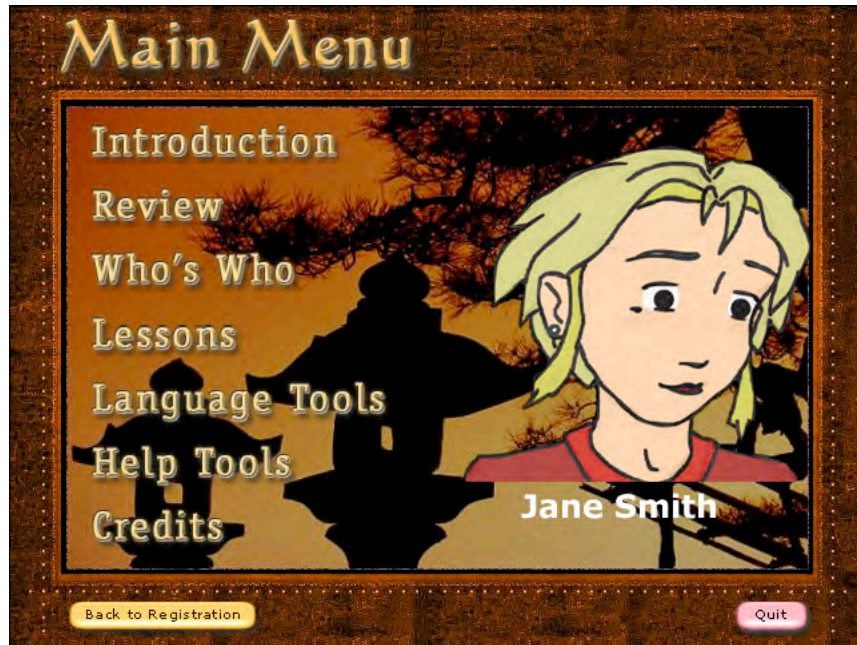 Main Menu
Introduction
Review
Who's Who
Lessons
Language Tools
Help Tools
Credits
Jane Smith
Back to Registration
Quit